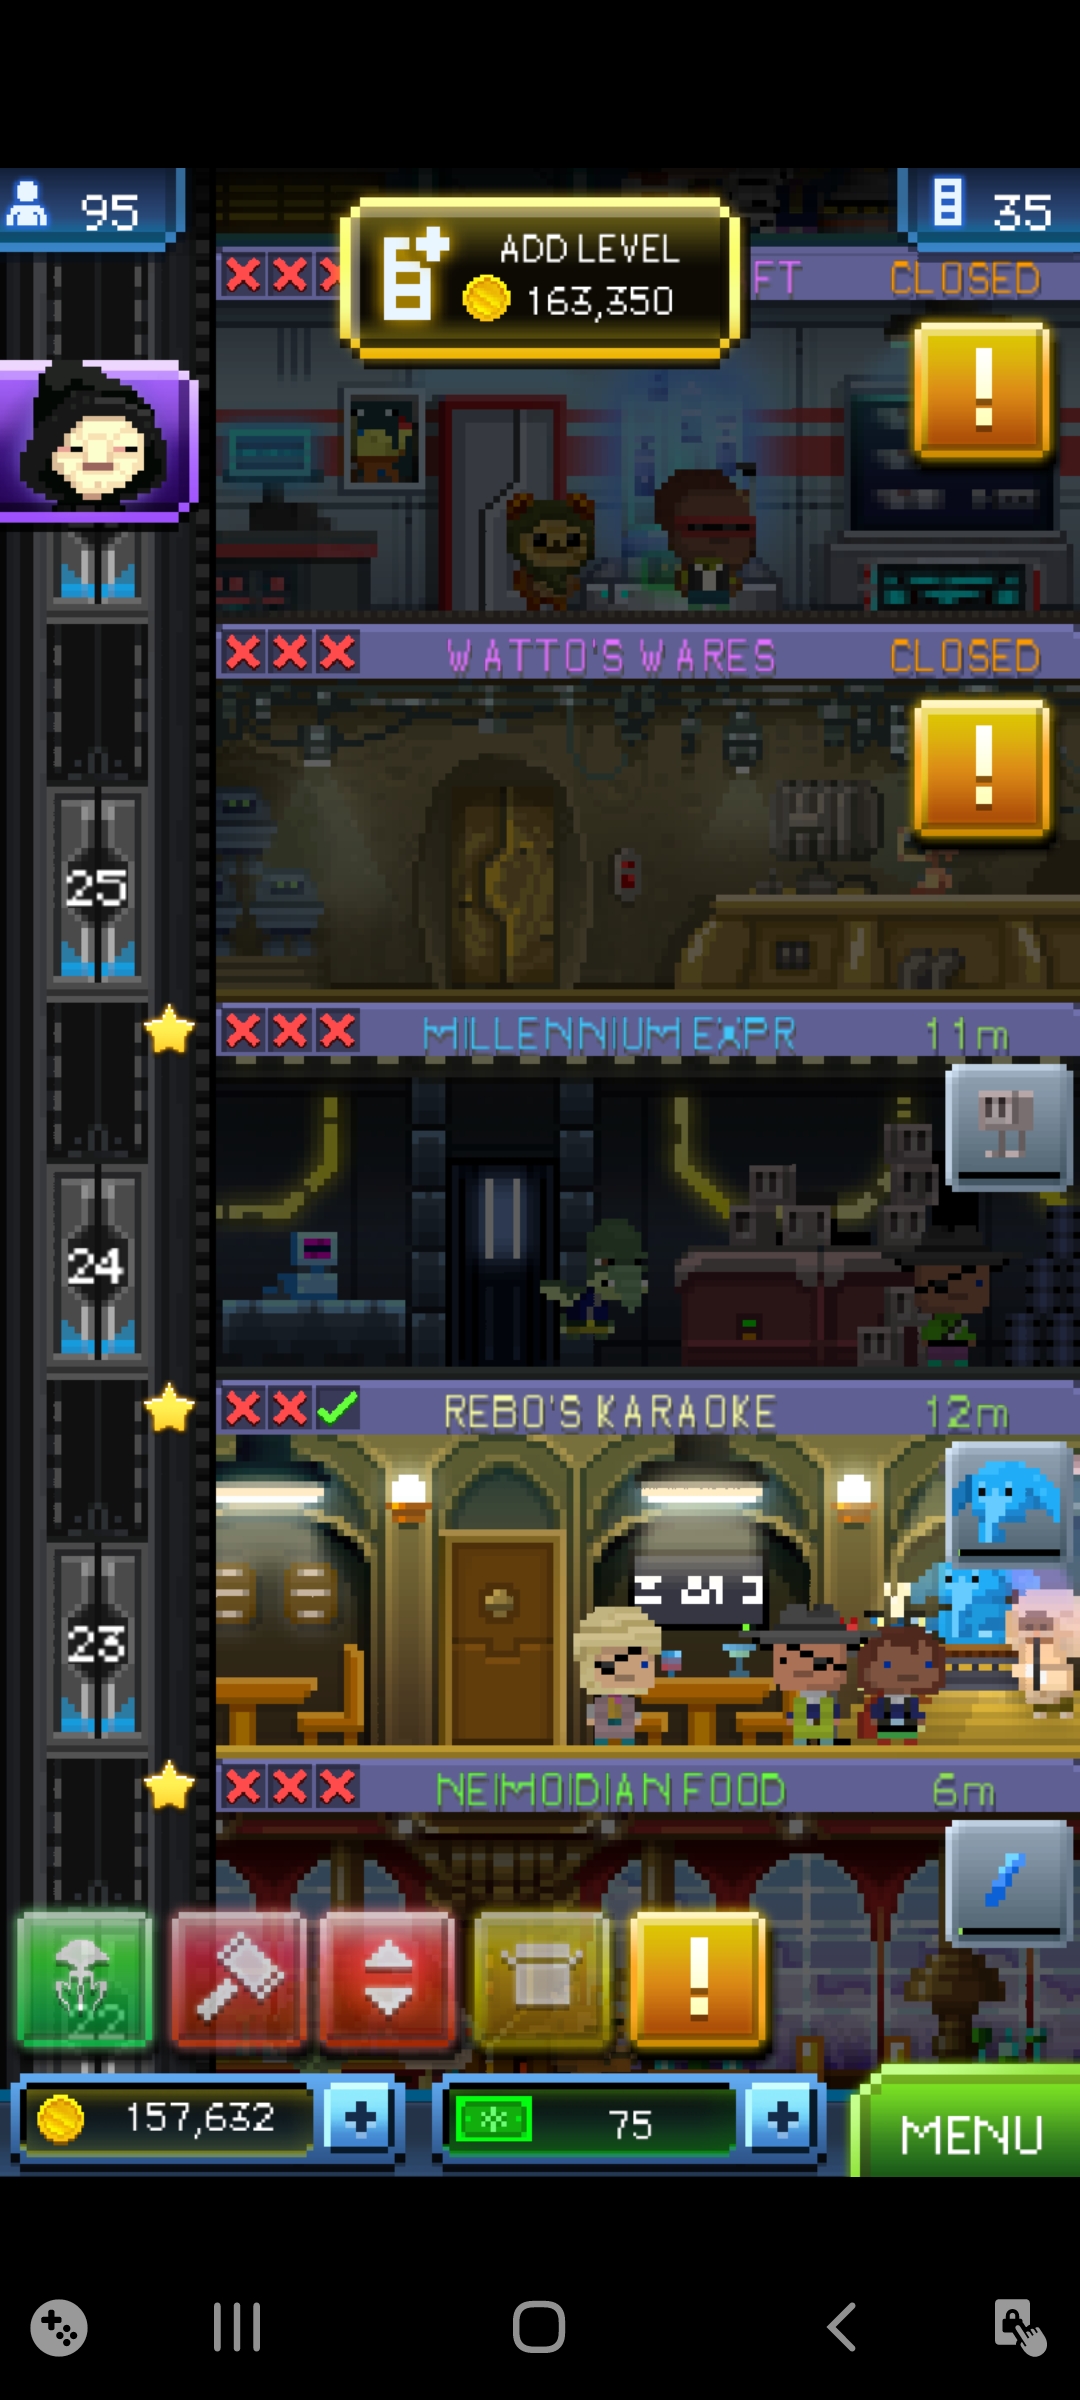 95
ADD LEVEL
163,350
35
FT CLOSED
!
WATTO'S WARES CLOSED
!
25
MILLENNIUM EXPR 11m
24
REBO'S KARAOKE 12m
23
NEIMOIDIAN FOOD 6m
22
!
157,632 + 75 + MENU